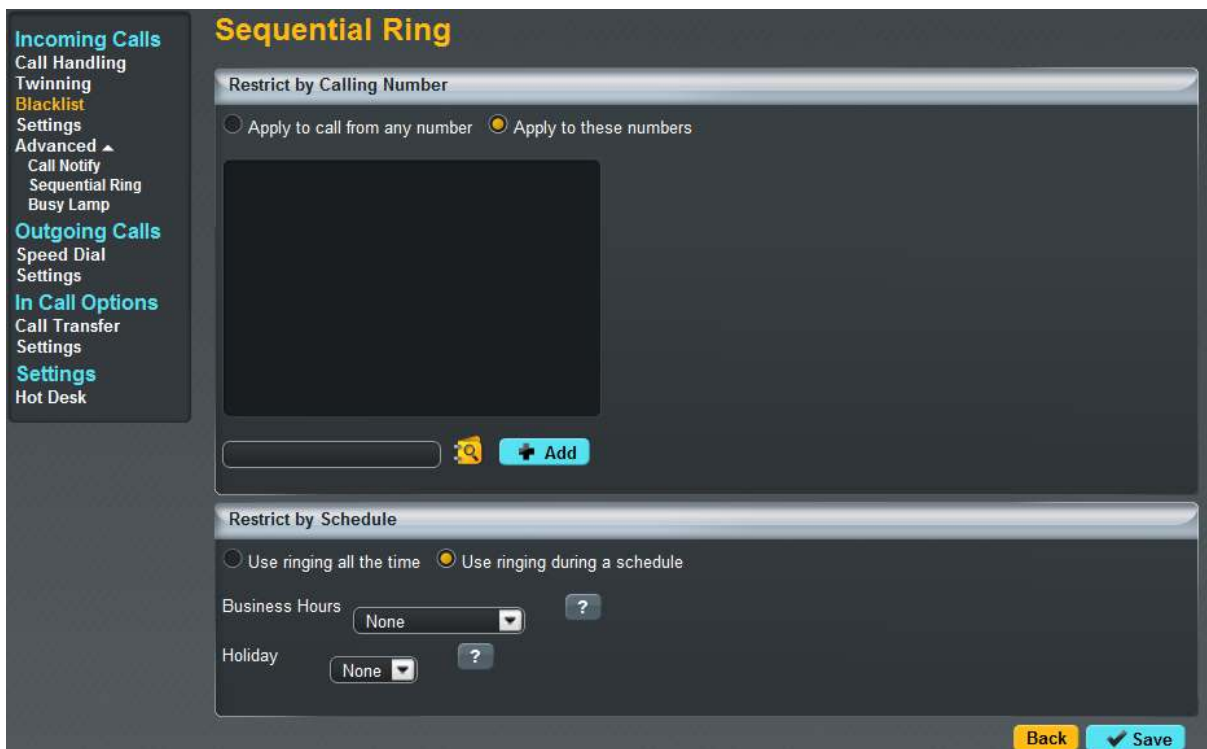 Incoming Calls
Call Handling
Twinning
Blacklist
Settings
Advanced
Call Notify
Sequential Ring
Busy Lamp
Outgoing Calls
Speed Dial
Settings
In Call Options
Call Transfer
Settings
Settings
Hot Desk
Sequential Ring
Restrict by Calling Number
Apply to call from any number Apply to these numbers
Add
Restrict by Schedule
Use ringing all the time Use ringing during a schedule
Business Hours None ?
Holiday None ?
Back Save